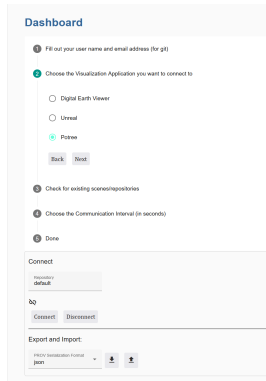 Dashboard
1 Fill out your user name and email address (for git)
2 Choose the Visualization Application you want to connect to
Digital Earth Viewer
Unreal
Potree
Back Next
3 Check for existing scenes/repositories
4 Choose the Communication Interval (in seconds)
5 Done
Connect
Repository
default
Connect Disconnect
Export and Import:
PROV Serialization Format
json